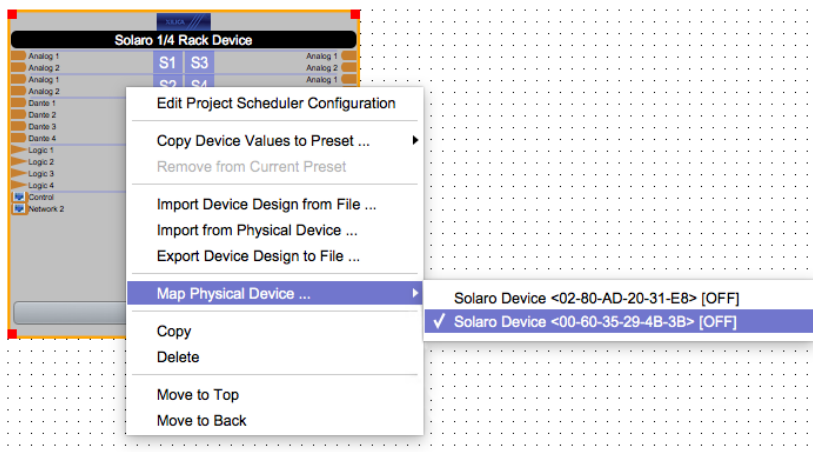 Solaro 1/4 Rack Device
Analog 1
S1 S3
Analog 1
Analog 2
Analog 2
Analog 1
S2 S4
Analog 1
Analog 2
Dante 1
Dante 2
Dante 3
Dante 4
Logic 1
Logic 2
Logic 3
Logic 4
Control
Network 2
Edit Project Scheduler Configuration
Copy Device Values to Preset ...
Remove from Current Preset
Import Device Design from File ...
Import from Physical Device ...
Export Device Design to File ...
Map Physical Device ...
Solaro Device <02-80-AD-20-31-E8> [OFF]
✓ Solaro Device <00-60-35-29-4B-3B> [OFF]
Copy
Delete
Move to Top
Move to Back